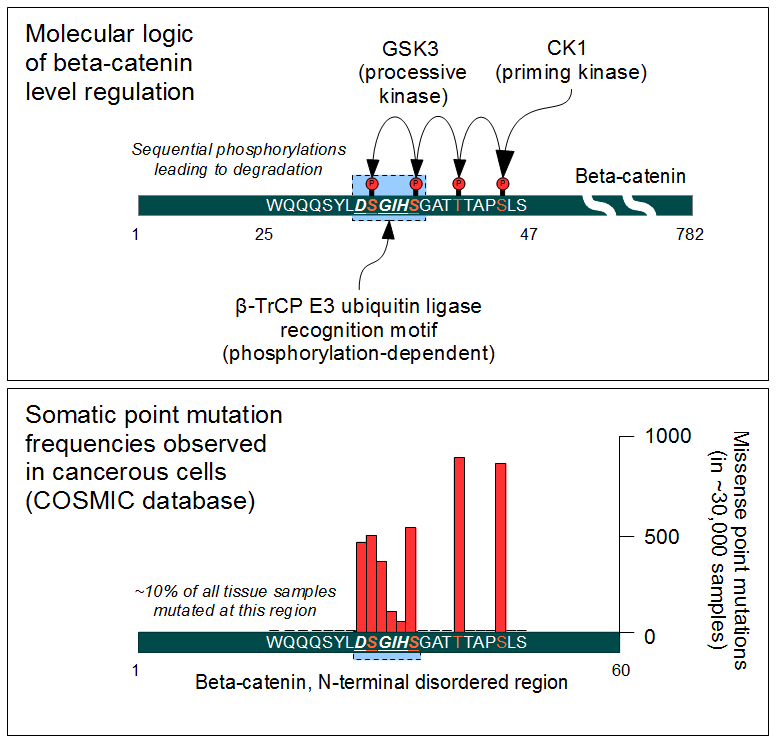 Molecular logic
of beta-catenin
level regulation
GSK3
(processive
kinase)
CK1
(priming kinase)
Sequential phosphorylations
leading to degradation
P P P P
Beta-catenin
WQQQSYLDSGIHSGATTTAPSLS
1 25 47 782
β-TrCP E3 ubiquitin ligase
recognition motif
(phosphorylation-dependent)
Somatic point mutation
frequencies observed
in cancerous cells
(COSMIC database)
1000
500
0
Missense point mutations
(in ~30,000 samples)
~10% of all tissue samples
mutated at this region
WQQQSYLDSGIHSGATTTAPSLS
1 60
Beta-catenin, N-terminal disordered region